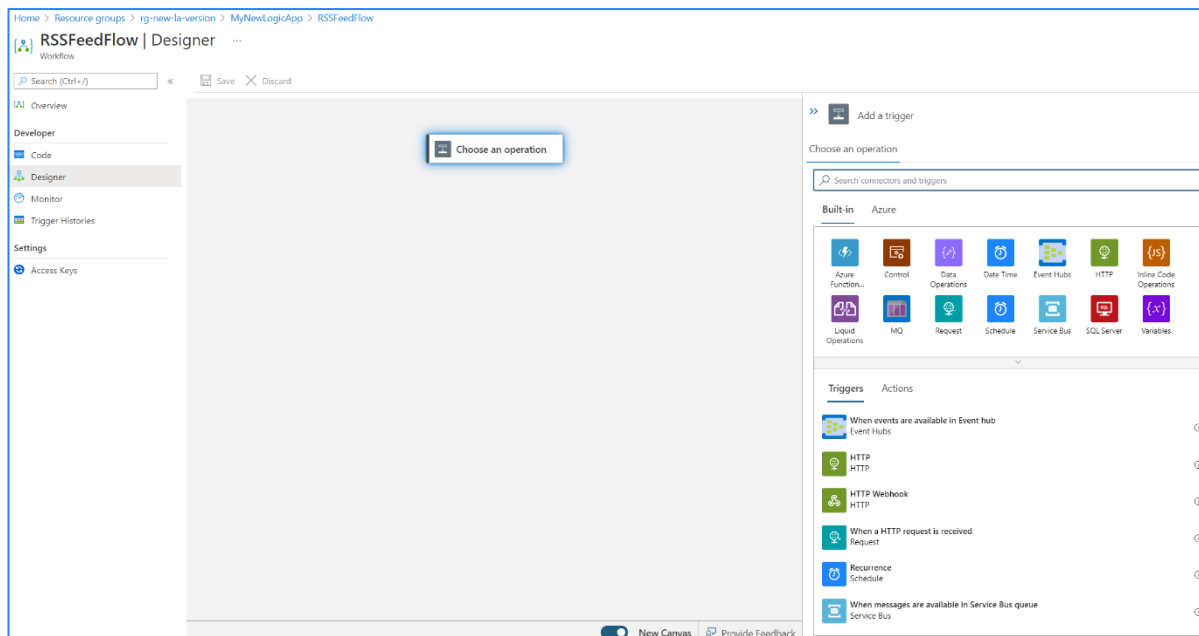 Home > Resource groups > rg-new-la-version > MyNewLogicApp > RSSFeedFlow
RSSFeedFlow | Designer ...
Workflow
Search (Ctrl+/)
«
Save
Discard
Overview
Developer
Code
Designer
Monitor
Trigger Histories
Settings
Access Keys
Choose an operation
» Add a trigger
Choose an operation
Search connectors and triggers
Built-in Azure
Azure Function...
Control
Data Operations
Date Time
Event Hubs
HTTP
Inline Code Operations
Liquid Operations
MQ
Request
Schedule
Service Bus
SQL Server
Variables
Triggers Actions
When events are available in Event hub
Event Hubs
HTTP
HTTP
HTTP Webhook
HTTP
When a HTTP request is received
Request
Recurrence
Schedule
When messages are available in Service Bus queue
Service Bus
New Canvas
Provide Feedback